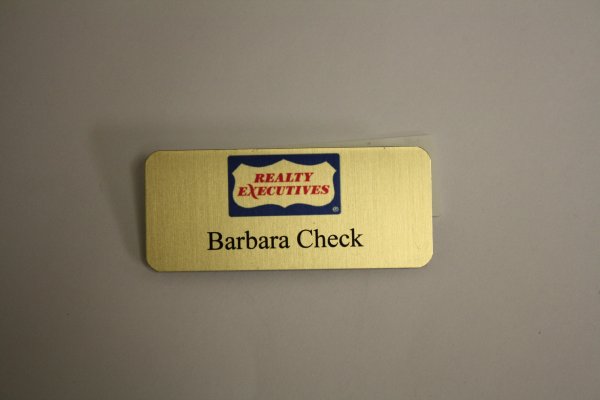 REALTY
EXECUTIVES
®
Barbara Check